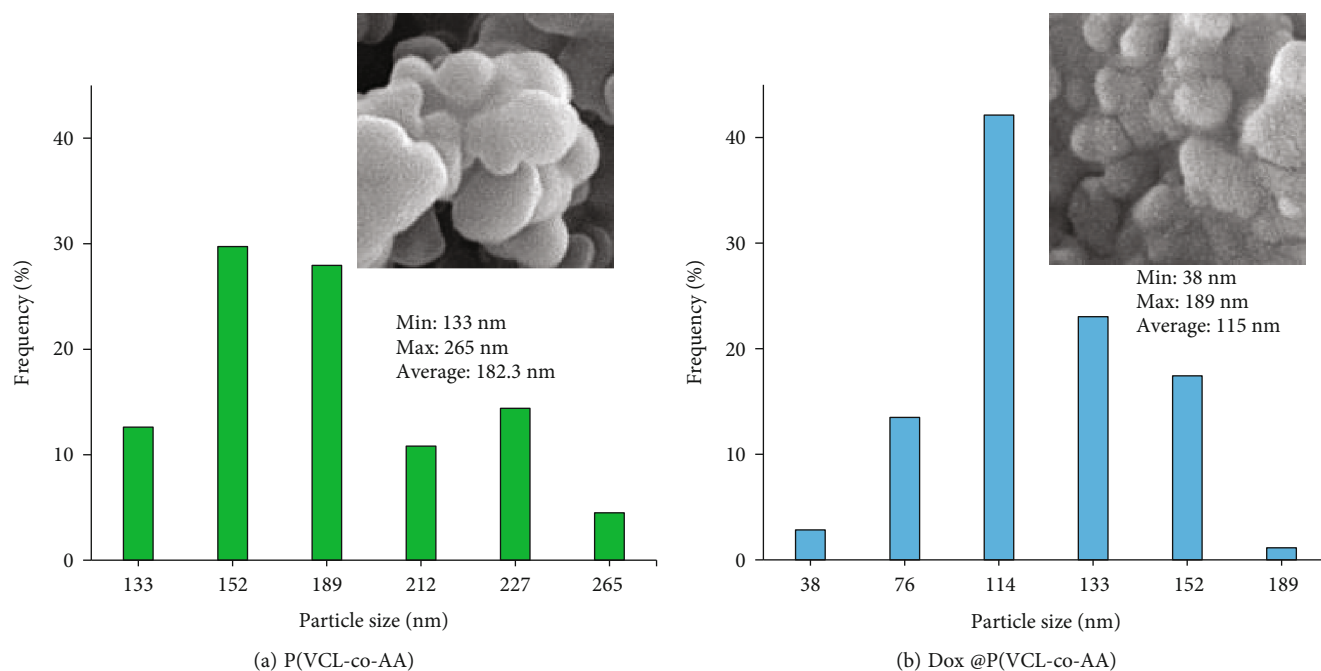 40
30
20
10
0
Frequency (%)
Min: 133 nm
Max: 265 nm
Average: 182.3 nm
133 152 189 212 227 265
Particle size (nm)
(a) P(VCL-co-AA)
40
30
20
10
0
Frequency (%)
Min: 38 nm
Max: 189 nm
Average: 115 nm
38 76 114 133 152 189
Particle size (nm)
(b) Dox @P(VCL-co-AA)